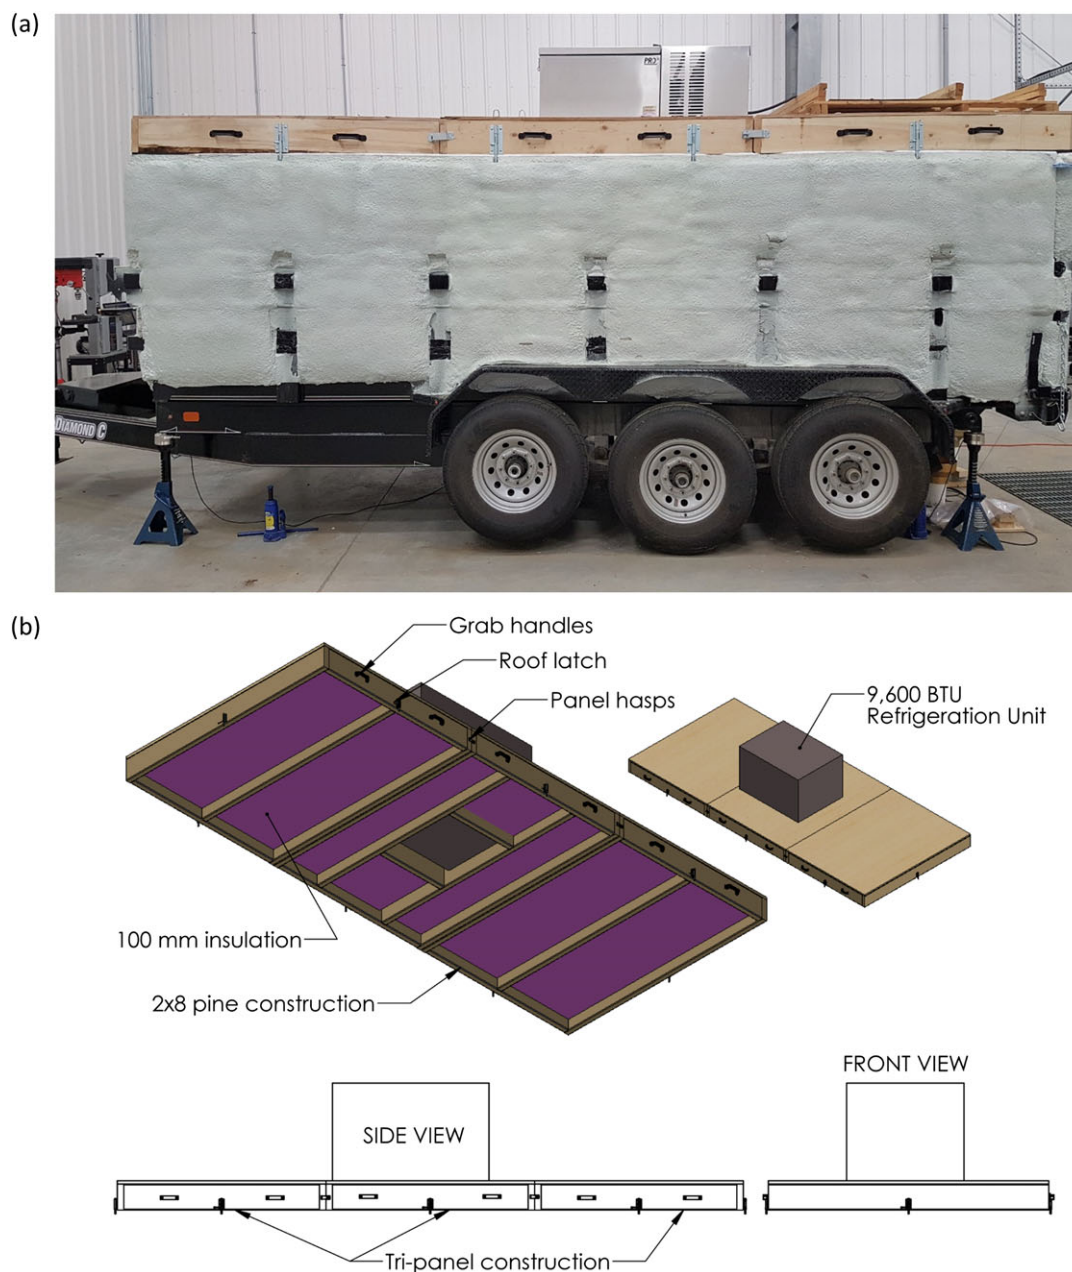 (a)
PRO
DIAMOND C
(b)
Grab handles
Roof latch
Panel hasps
9,600 BTU
Refrigeration Unit
100 mm insulation
2x8 pine construction
FRONT VIEW
SIDE VIEW
Tri-panel construction